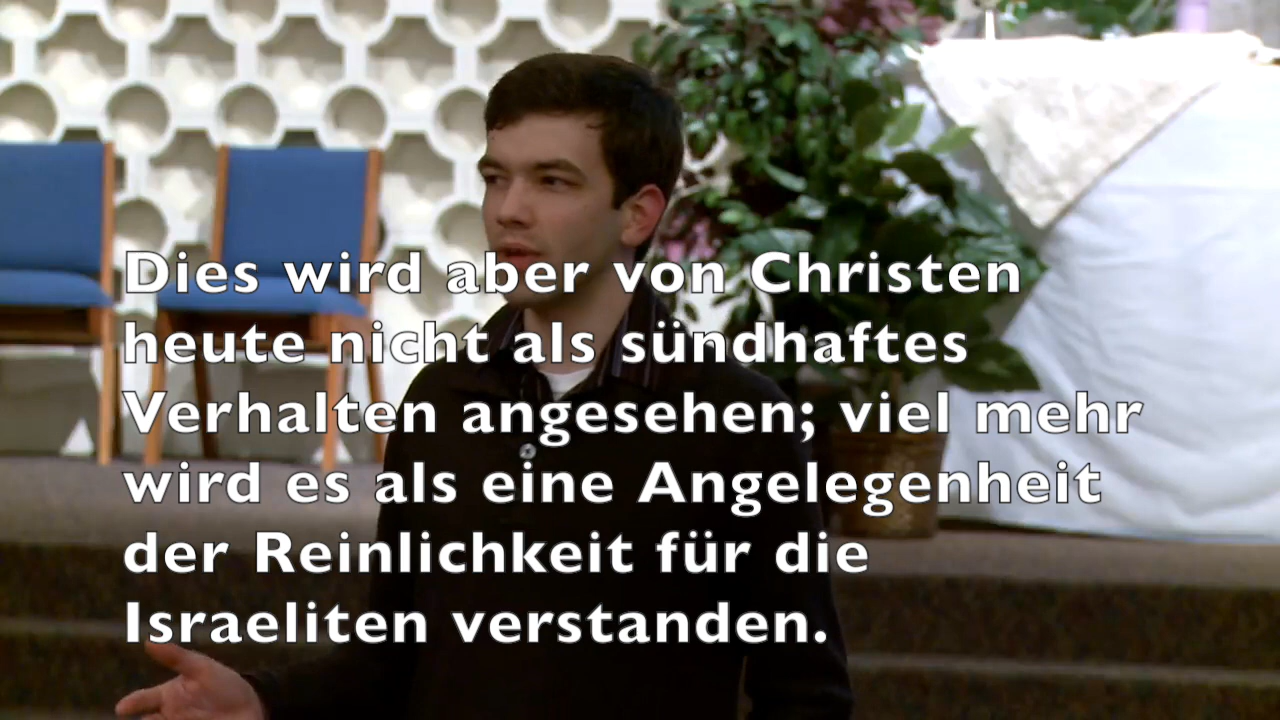 Dies wird aber von Christen
heute nicht als sündhaftes
Verhalten angesehen; viel mehr
wird es als eine Angelegenheit
der Reinlichkeit für die
Israeliten verstanden.